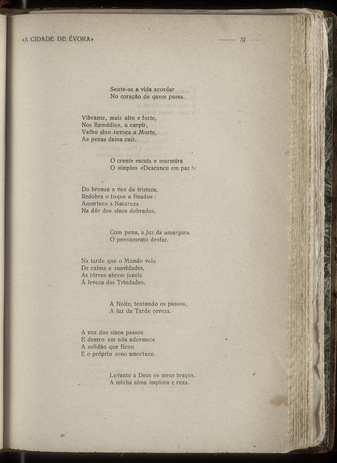 «A CIDADE DE ÉVORA»
37
Sente-se a vida acordar
No coração de quem passa.
Vibrante, mais alto e forte,
Nos Remédios, a carpir,
Velho sino invoca a Morte,
As penas deixa cair.
O crente escuta e murmúra
O simples «Descance em paz!»
Do bronze a voz de tristeza,
Redobra o toque a finados:
Amortece a Natureza
Na dôr dos sinos dobrados.
Com pena, a luz da amargura
O pensamento desfaz.
Na tarde que o Mundo vela
De calma e suavidades,
As tôrres abrem janels
Á leveza das Trindades.
A Noite, tentando os passos,
A luz da Tarde reveza.
A voz dos sinos passou
E dentro em nós adormece
A solidão que ficou
E o próprio sono amortece.
Levanto a Deus os meus braços.
A minha alma implora e reza.